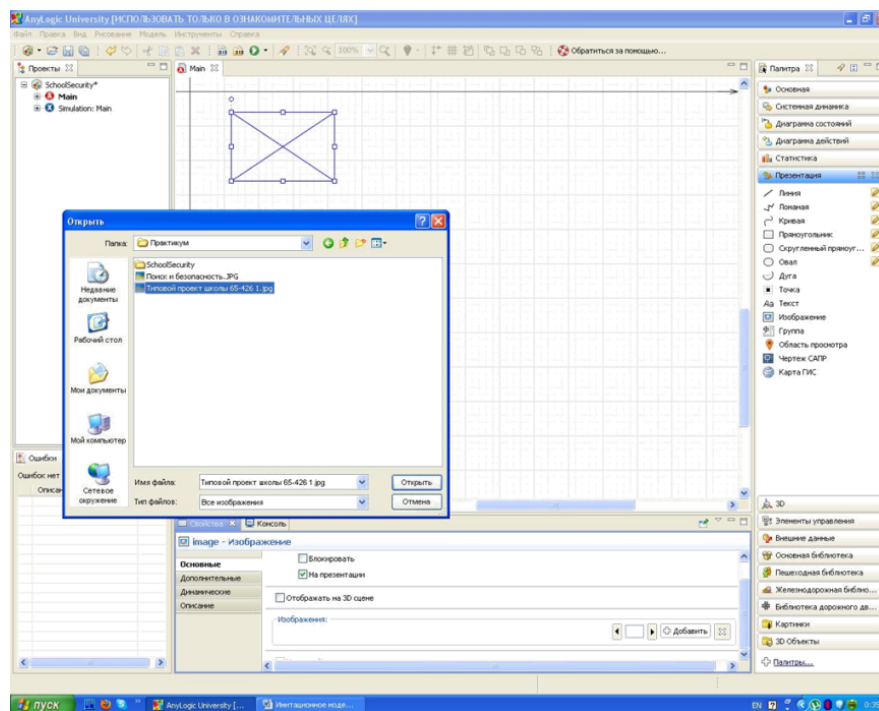 AnyLogic University [ИСПОЛЬЗОВАТЬ ТОЛЬКО В ОЗНАКОМИТЕЛЬНЫХ ЦЕЛЯХ]
Файл Правка Вид Рисование Модель Инструменты Справка
100% Обратиться за помощью...
Проекты
SchoolSecurity*
Main
Simulation: Main
Main
Палитра
Основная
Системная динамика
Диаграмма состояний
Диаграмма действий
Статистика
Презентация
Линия
Ломаная
Кривая
Прямоугольник
Скругленный прямоуг...
Овал
Дуга
Точка
Aa Текст
Изображение
Группа
Область просмотра
Чертеж САПР
Карта ГИС
3D
Элементы управления
Внешние данные
Основная библиотека
Пешеходная библиотека
Железнодорожная библио...
Библиотека дорожного дв...
Картинки
3D Объекты
Палитры...
Открыть
Папка: Практикум
SchoolSecurity
Поиск и безопасность.JPG
Типовой проект школы 65-426 1.jpg
Недавние документы
Рабочий стол
Мои документы
Мой компьютер
Сетевое окружение
Имя файла: Типовой проект школы 65-426 1.jpg Открыть
Тип файлов: Все изображения Отмена
Ошибки
Ошибок нет
Описан
Свойства Консоль
image - Изображение
Основные
Дополнительные
Динамические
Описание
Блокировать
На презентации
Отображать на 3D сцене
Изображения:
Добавить
пуск AnyLogic University [... Имитационное моде... EN 0:35